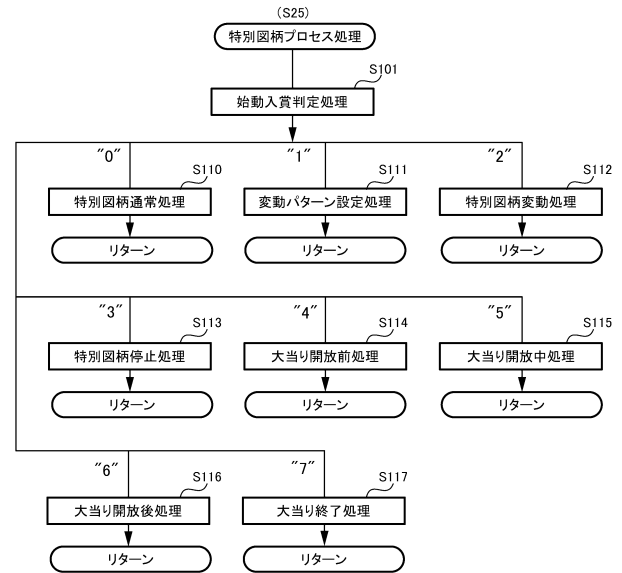 (S25)
特別図柄プロセス処理
S101
始動入賞判定処理
"0"
"1"
"2"
S110
S111
S112
特別図柄通常処理
変動パターン設定処理
特別図柄変動処理
リターン
リターン
リターン
"3"
"4"
"5"
S113
S114
S115
特別図柄停止処理
大当り開放前処理
大当り開放中処理
リターン
リターン
リターン
"6"
"7"
S116
S117
大当り開放後処理
大当り終了処理
リターン
リターン